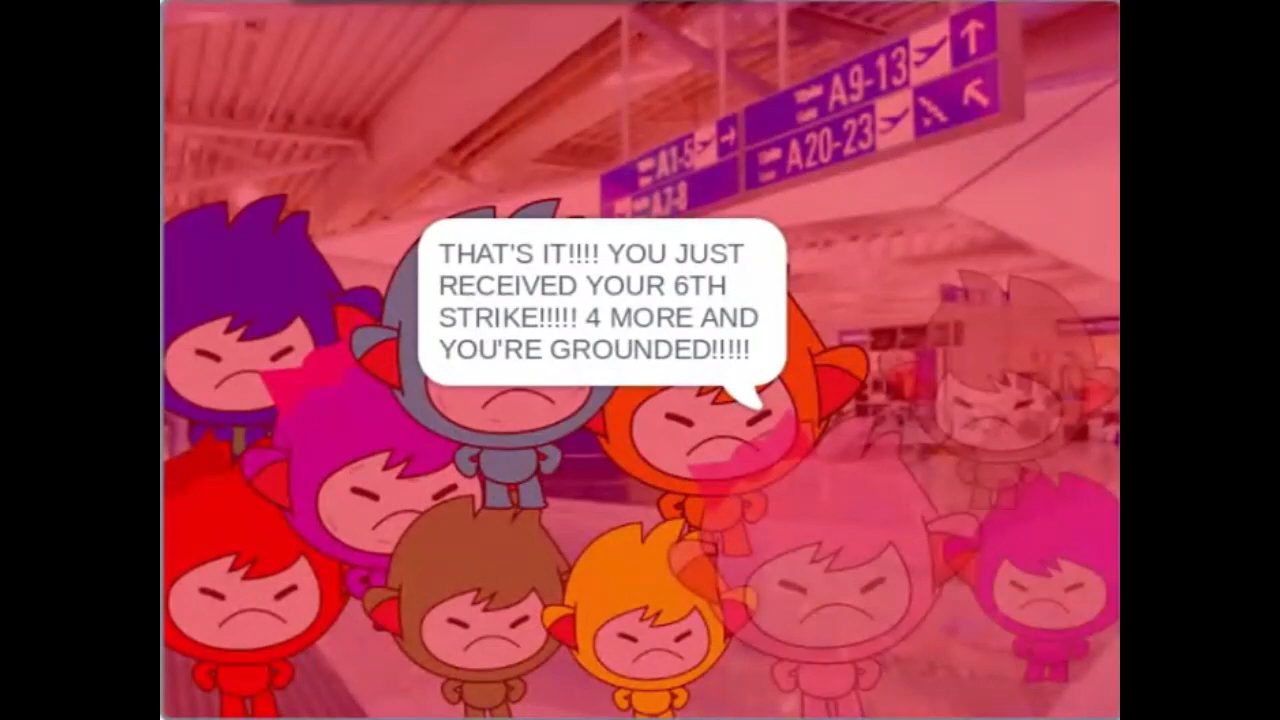 A9-13
A20-23
A1-5
A7-8
THAT'S IT!!!! YOU JUST
RECEIVED YOUR 6TH
STRIKE!!!!! 4 MORE AND
YOU'RE GROUNDED!!!!!